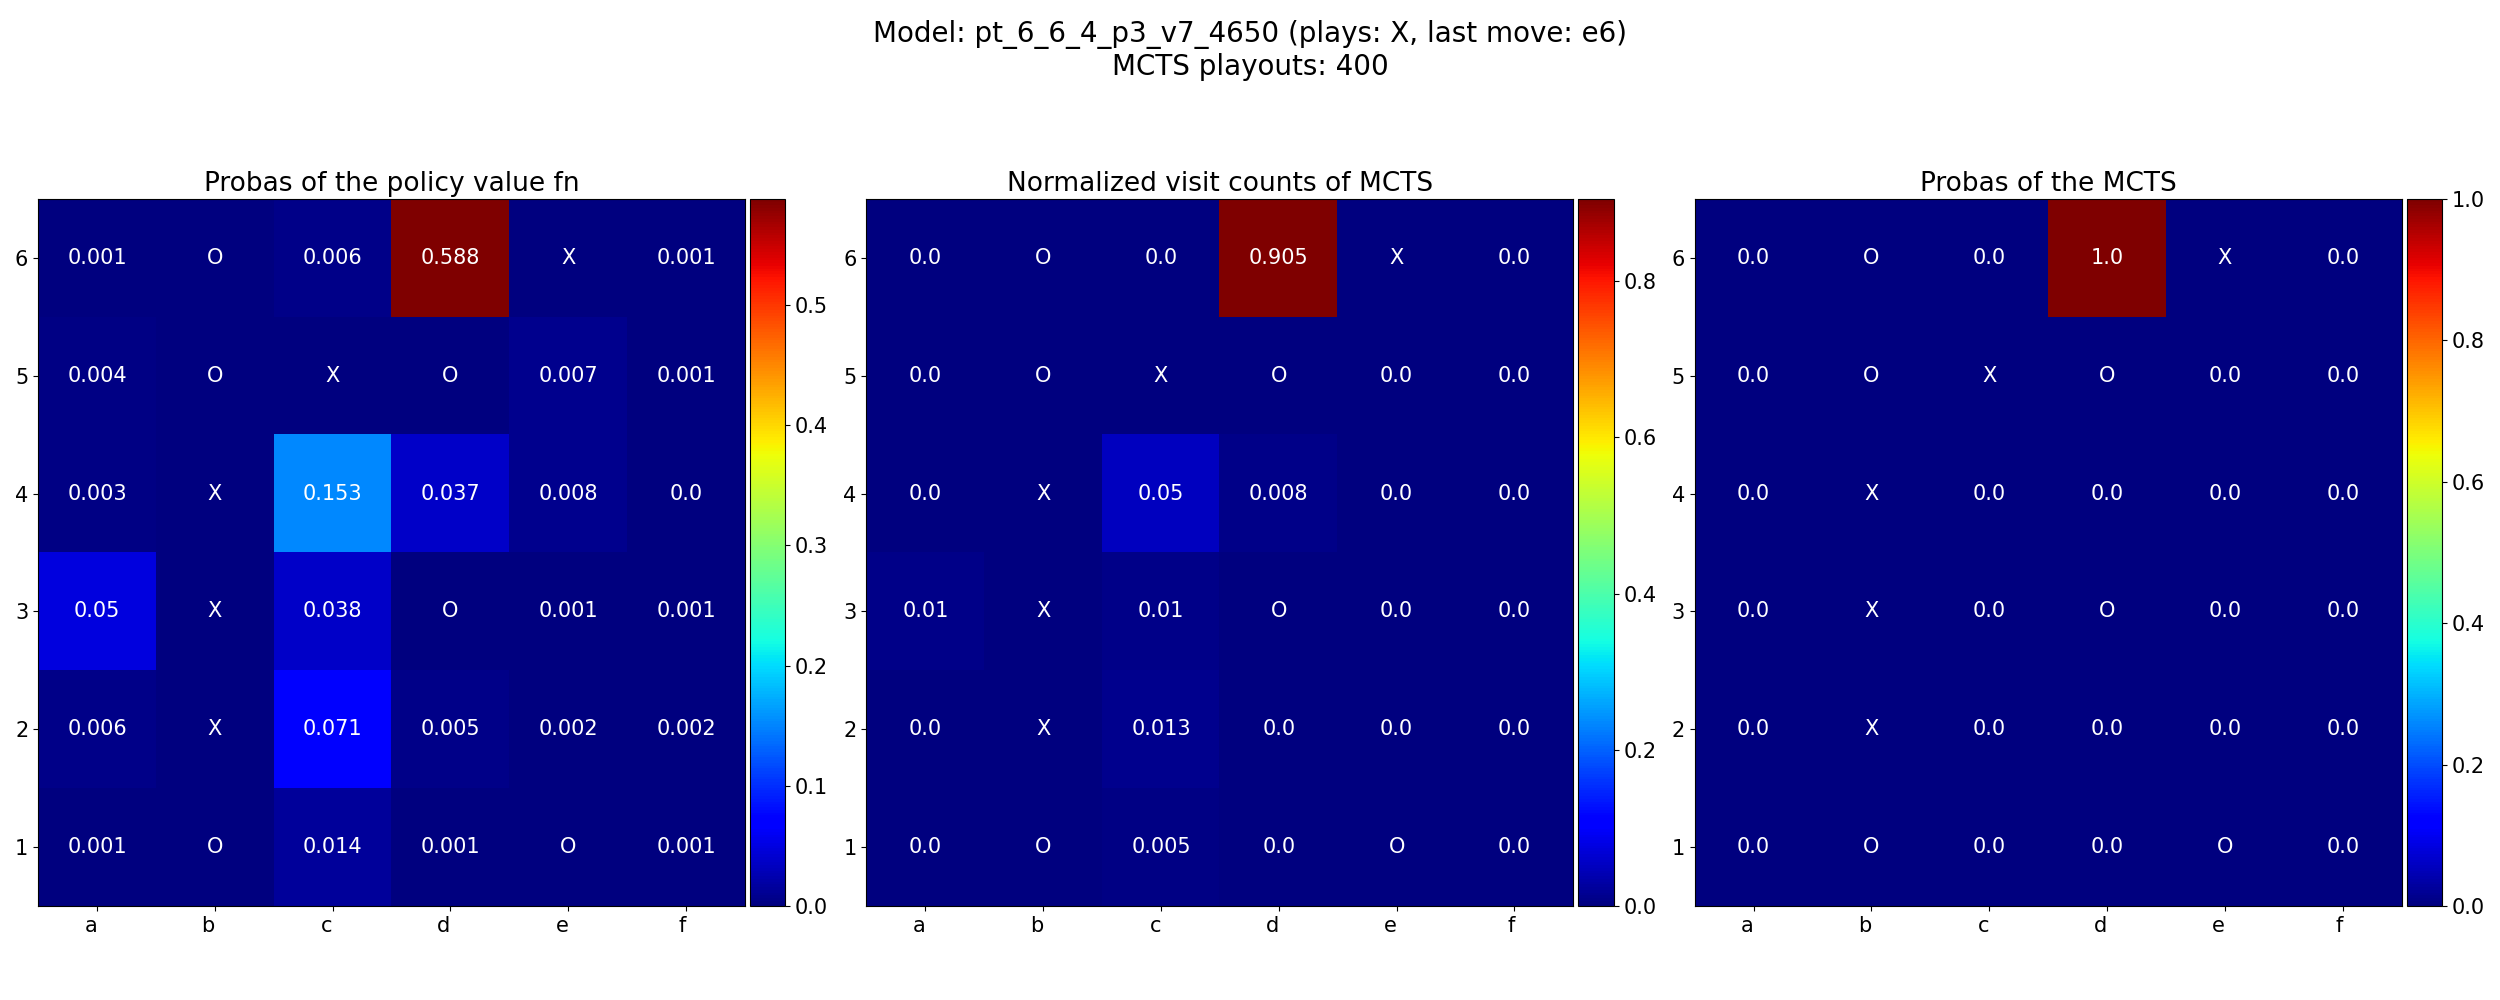 Model: pt_6_6_4_p3_v7_4650 (plays: X, last move: e6)
MCTS playouts: 400
Probas of the policy value fn
6 0.001 O 0.006 0.588 X 0.001
5 0.004 O X O 0.007 0.001
4 0.003 X 0.153 0.037 0.008 0.0
3 0.05 X 0.038 O 0.001 0.001
2 0.006 X 0.071 0.005 0.002 0.002
1 0.001 O 0.014 0.001 O 0.001
a b c d e f
0.5
0.4
0.3
0.2
0.1
0.0
Normalized visit counts of MCTS
6 0.0 O 0.0 0.905 X 0.0
5 0.0 O X O 0.0 0.0
4 0.0 X 0.05 0.008 0.0 0.0
3 0.01 X 0.01 O 0.0 0.0
2 0.0 X 0.013 0.0 0.0 0.0
1 0.0 O 0.005 0.0 O 0.0
a b c d e f
0.8
0.6
0.4
0.2
0.0
Probas of the MCTS
6 0.0 O 0.0 1.0 X 0.0
5 0.0 O X O 0.0 0.0
4 0.0 X 0.0 0.0 0.0 0.0
3 0.0 X 0.0 O 0.0 0.0
2 0.0 X 0.0 0.0 0.0 0.0
1 0.0 O 0.0 0.0 O 0.0
a b c d e f
1.0
0.8
0.6
0.4
0.2
0.0